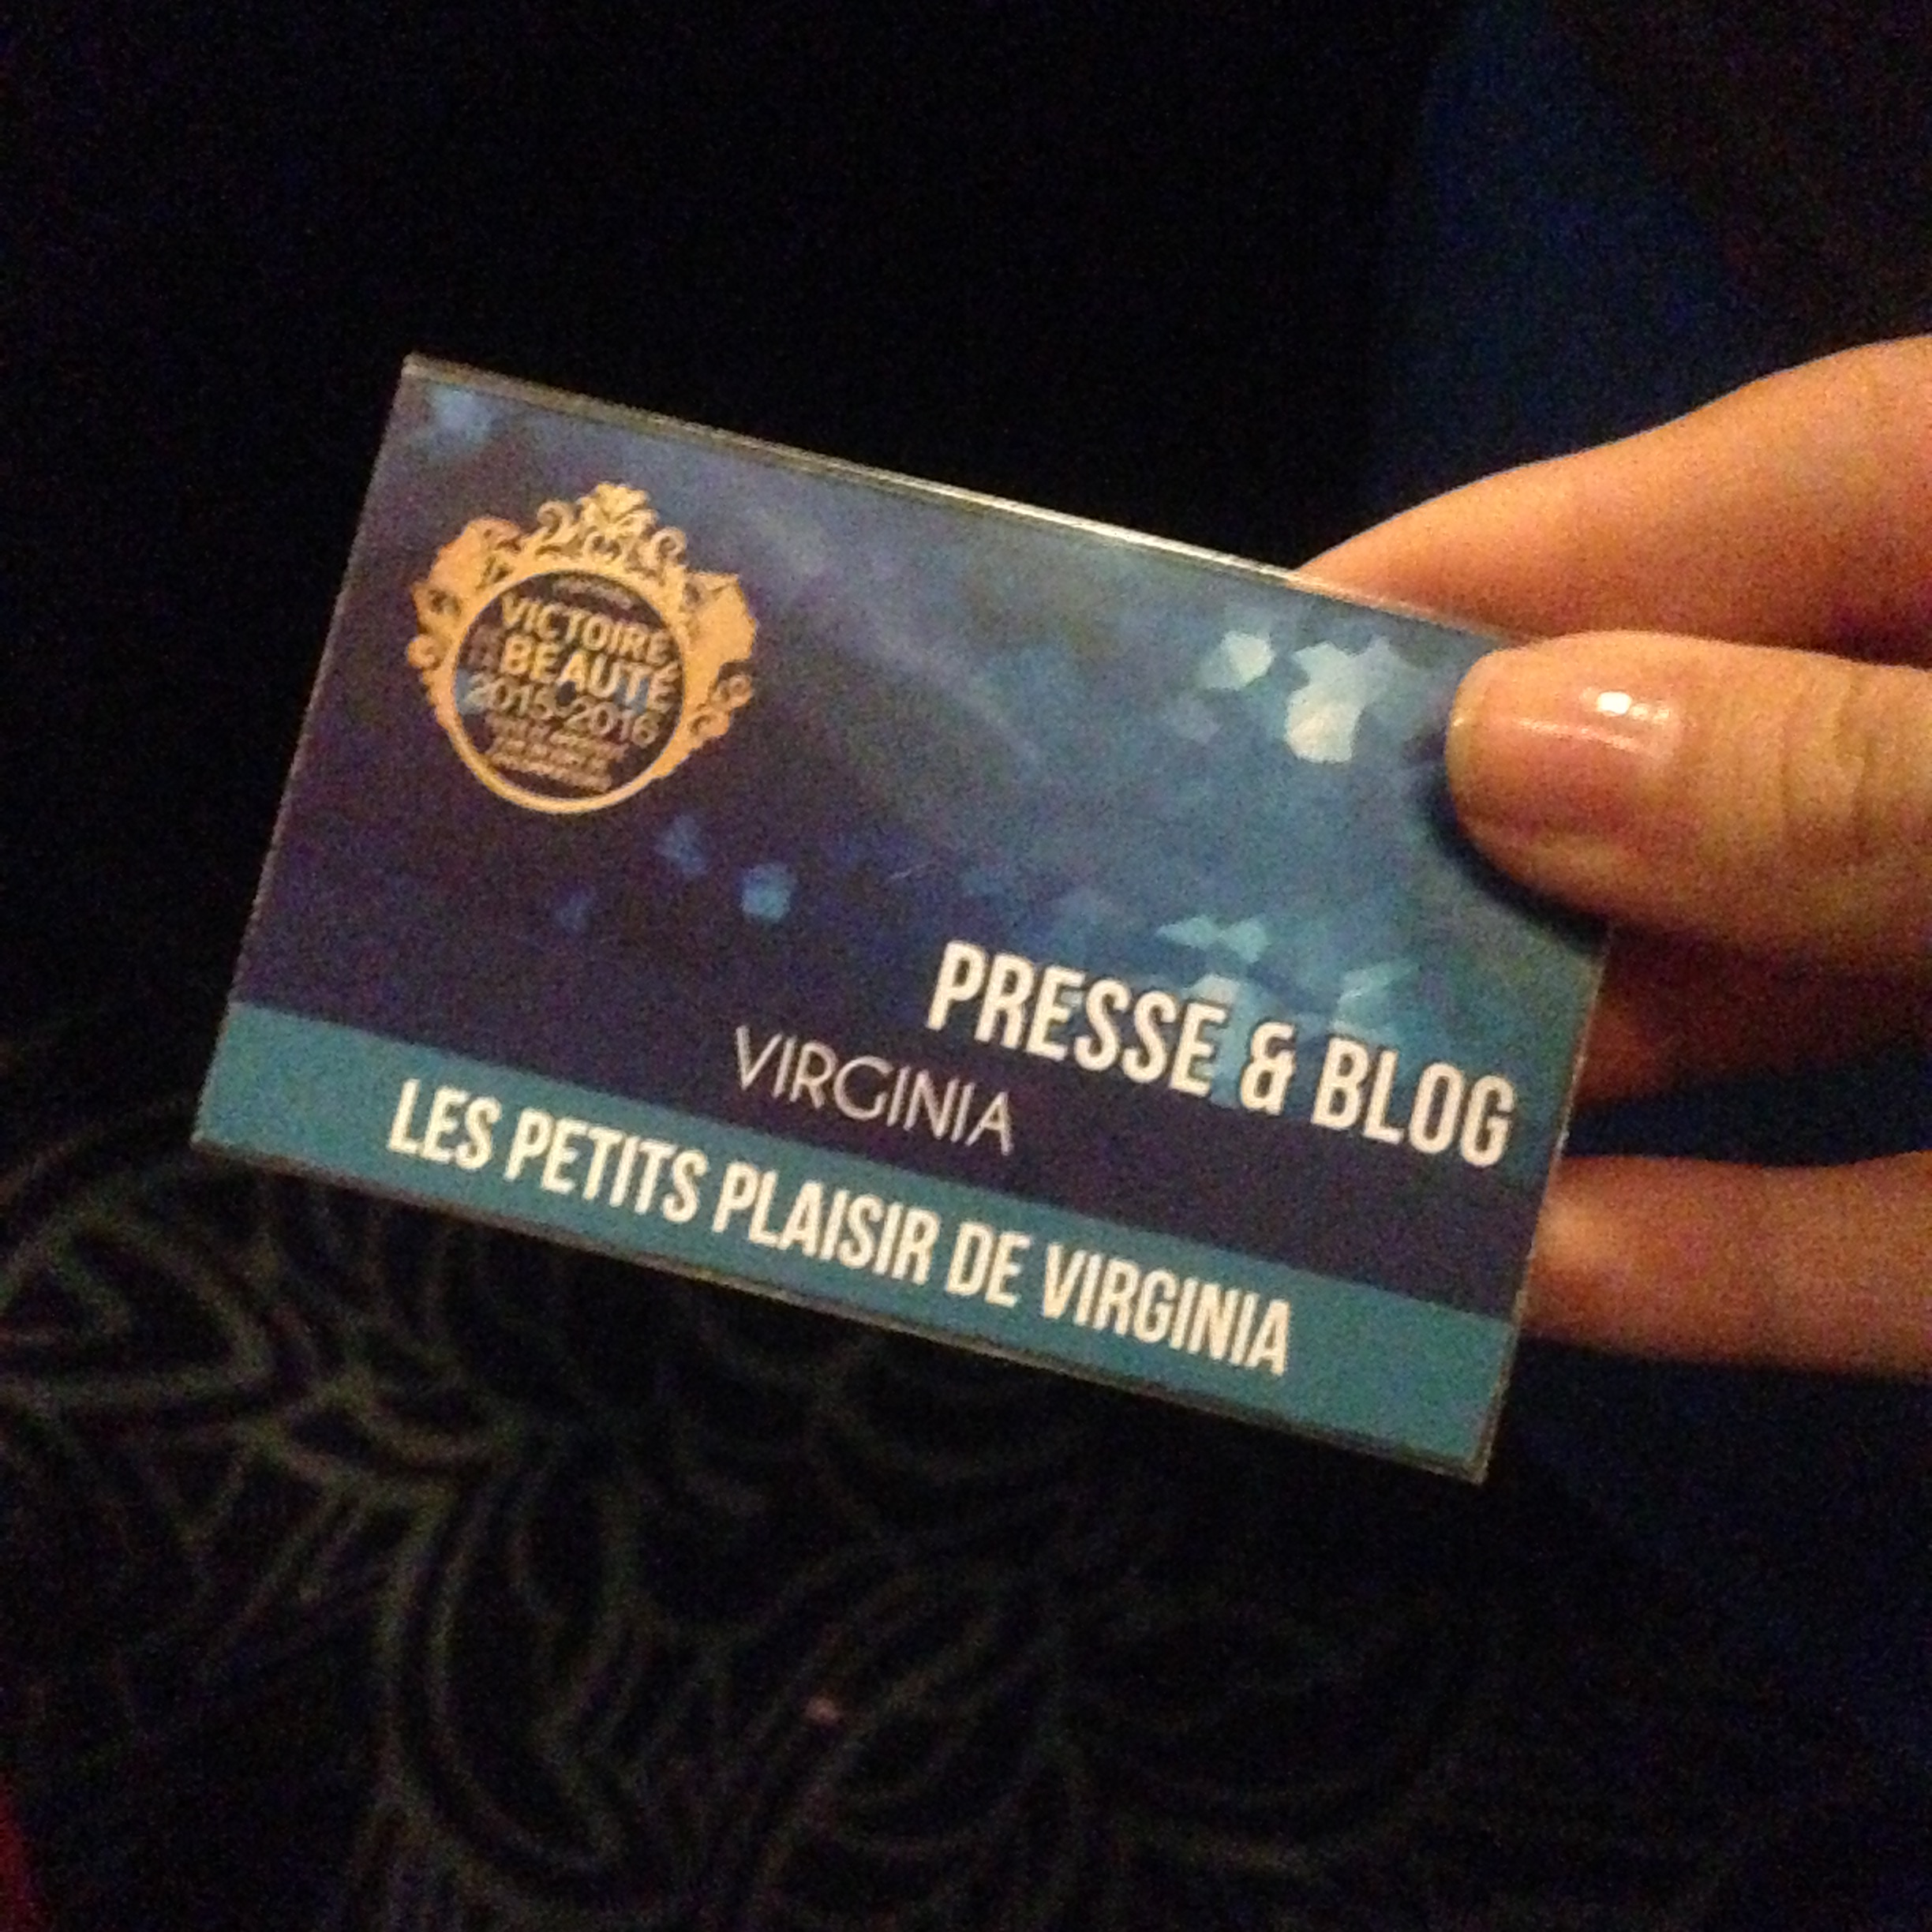 VICTOIRE
BEAUTÉ
2015-2016
PRESSE & BLOG
VIRGINIA
LES PETITS PLAISIR DE VIRGINIA